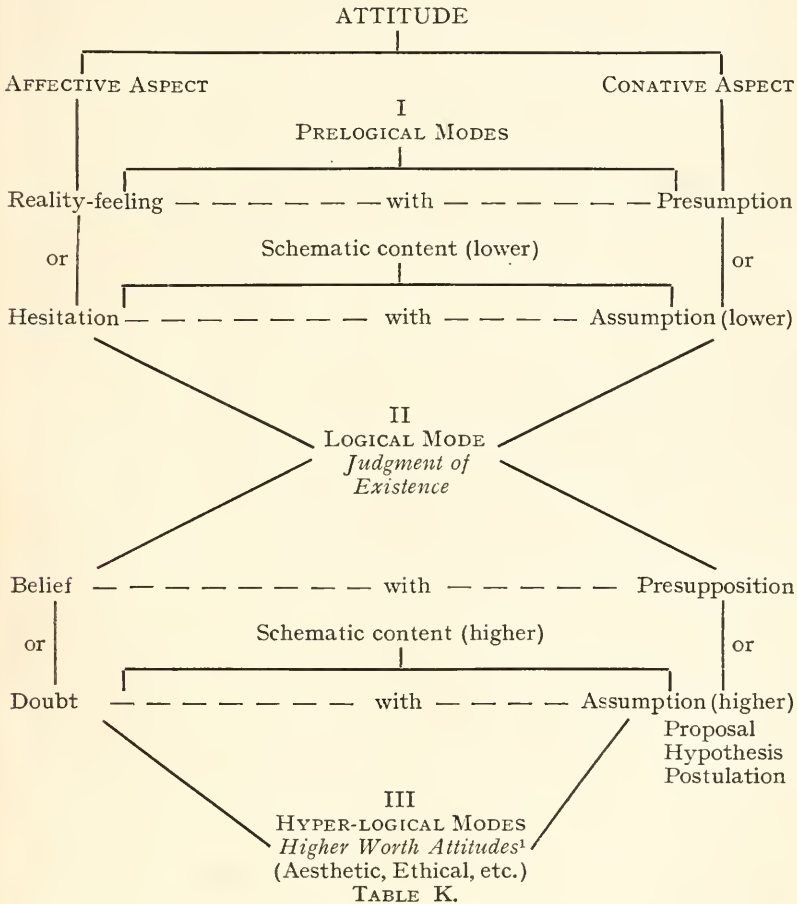 ATTITUDE
AFFECTIVE ASPECT CONATIVE ASPECT
I
PRELOGICAL MODES
Reality-feeling with Presumption
or Schematic content (lower) or
Hesitation with Assumption (lower)
II
LOGICAL MODE
Judgment of
Existence
Belief with Presupposition
or Schematic content (higher) or
Doubt with Assumption (higher)
Proposal
Hypothesis
Postulation
III
HYPER-LOGICAL MODES
Higher Worth Attitudes¹
(Aesthetic, Ethical, etc.)
TABLE K.